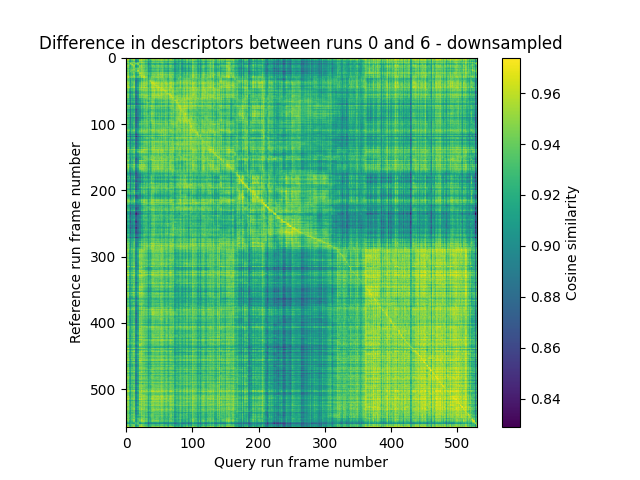 Difference in descriptors between runs 0 and 6 - downsampled
0
100
200
300
400
500
Reference run frame number
0 100 200 300 400 500
Query run frame number
0.96
0.94
0.92
0.90
0.88
0.86
0.84
Cosine similarity